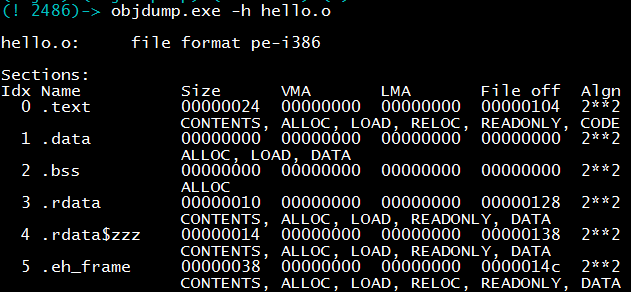 (! 2486)-> objdump.exe -h hello.o
hello.o:     file format pe-i386
Sections:
Idx Name          Size      VMA       LMA       File off  Algn
  0 .text         00000024  00000000  00000000  00000104  2**2
                  CONTENTS, ALLOC, LOAD, RELOC, READONLY, CODE
  1 .data         00000000  00000000  00000000  00000000  2**2
                  ALLOC, LOAD, DATA
  2 .bss          00000000  00000000  00000000  00000000  2**2
                  ALLOC
  3 .rdata        00000010  00000000  00000000  00000128  2**2
                  CONTENTS, ALLOC, LOAD, READONLY, DATA
  4 .rdata$zzz    00000014  00000000  00000000  00000138  2**2
                  CONTENTS, ALLOC, LOAD, READONLY, DATA
  5 .eh_frame     00000038  00000000  00000000  0000014c  2**2
                  CONTENTS, ALLOC, LOAD, RELOC, READONLY, DATA